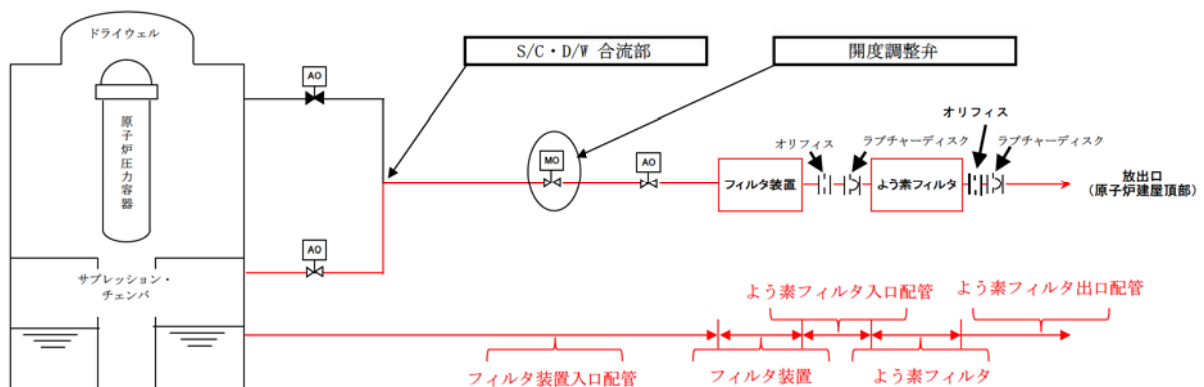 ドライウェル
原子炉圧力容器
サプレッション・
チェンバ
AO
AO
S/C・D/W 合流部
開度調整弁
MO
AO
フィルタ装置
オリフィス
ラプチャーディスク
よう素フィルタ
オリフィス
ラプチャーディスク
放出口
(原子炉建屋頂部)
よう素フィルタ入口配管
よう素フィルタ出口配管
フィルタ装置入口配管
フィルタ装置
よう素フィルタ